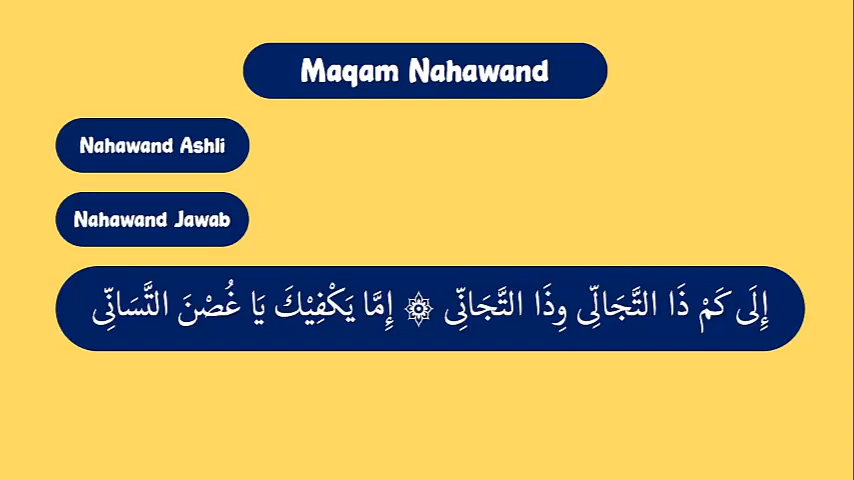 Maqam Nahawand
Nahawand Ashli
Nahawand Jawab
إِلَى كَمْ ذَا التَّجَالِّى وِذَا التَّجَانِّى ۞ إِمَّا يَكْفِيْكَ يَا غُصْنَ التَّسَانِّى